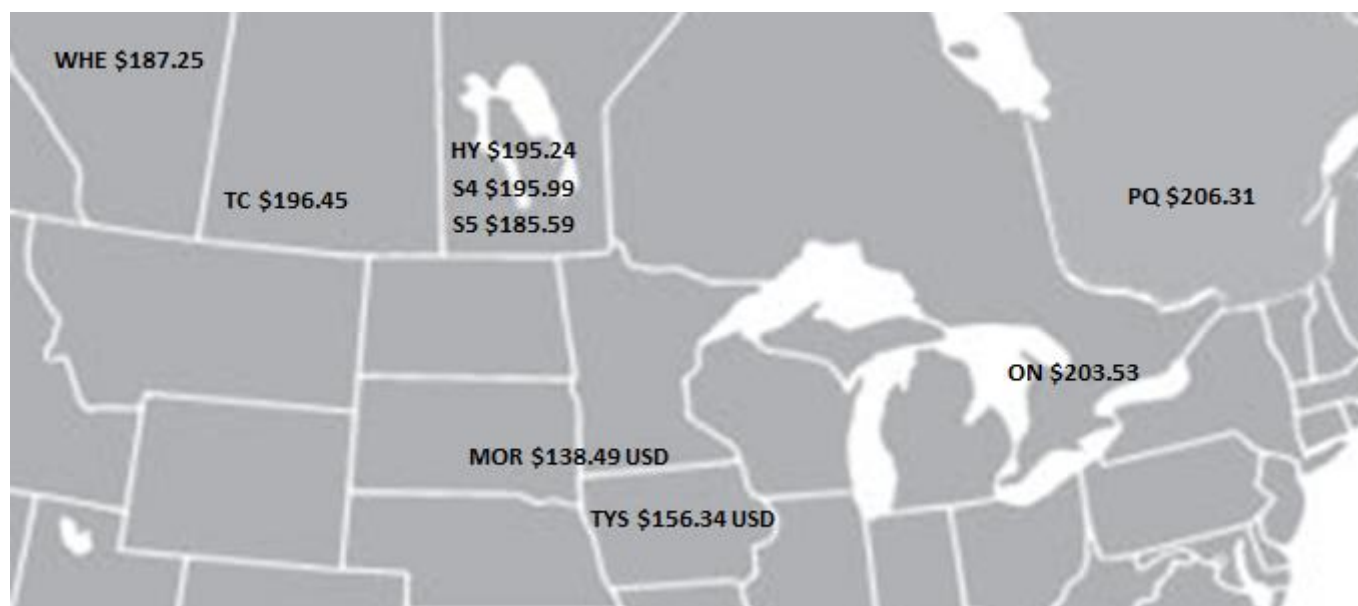 WHE $187.25
HY $195.24
S4 $195.99
TC $196.45
PQ $206.31
S5 $185.59
ON $203.53
MOR $138.49 USD
TYS $156.34 USD